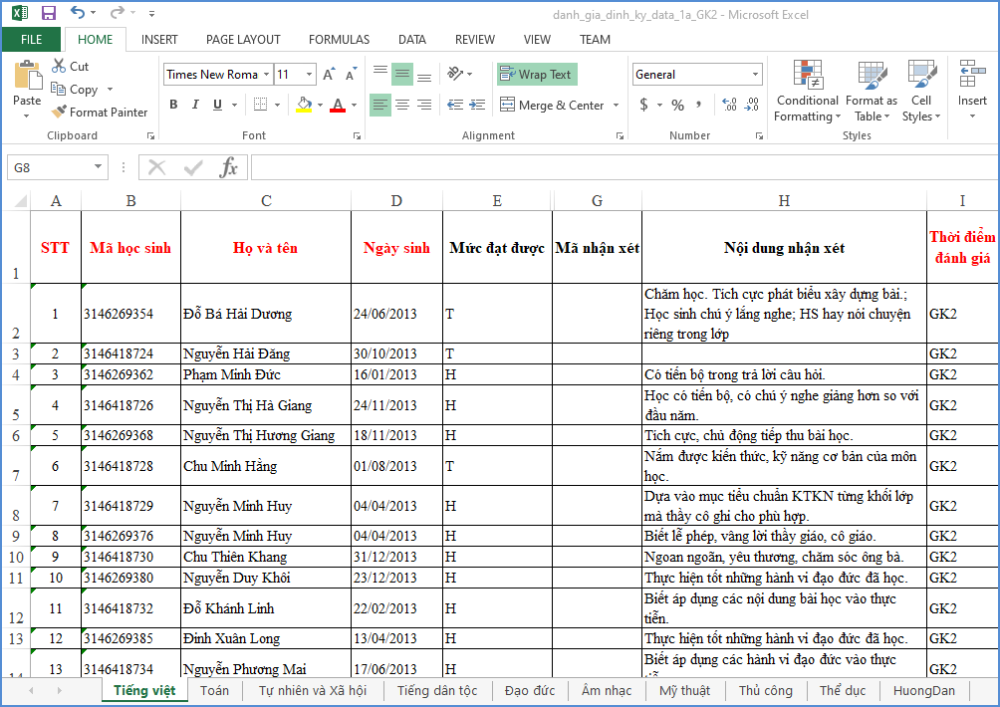 danh_gia_dinh_ky_data_1a_GK2 - Microsoft Excel
FILE HOME INSERT PAGE LAYOUT FORMULAS DATA REVIEW VIEW TEAM
Paste
Cut
Copy
Format Painter
Clipboard
Times New Roma 11
B I U
Font
Wrap Text
Merge & Center
Alignment
General
$ %
Number
Conditional Formatting
Format as Table
Cell Styles
Styles
Insert
G8 fx
A B C D E G H I
1 STT Mã học sinh Họ và tên Ngày sinh Mức đạt được Mã nhận xét Nội dung nhận xét Thời điểm đánh giá
2 1 3146269354 Đỗ Bá Hải Dương 24/06/2013 T Chăm học. Tích cực phát biểu xây dựng bài.; Học sinh chú ý lắng nghe; HS hay nói chuyện riêng trong lớp GK2
3 2 3146418724 Nguyễn Hải Đăng 30/10/2013 T GK2
4 3 3146269362 Phạm Minh Đức 16/01/2013 H Có tiến bộ trong trả lời câu hỏi. GK2
5 4 3146418726 Nguyễn Thị Hà Giang 24/11/2013 H Học có tiến bộ, có chú ý nghe giảng hơn so với đầu năm. GK2
6 5 3146269368 Nguyễn Thị Hương Giang 18/11/2013 H Tích cực, chủ động tiếp thu bài học. GK2
7 6 3146418728 Chu Minh Hằng 01/08/2013 T Nắm được kiến thức, kỹ năng cơ bản của môn học. GK2
8 7 3146418729 Nguyễn Minh Huy 04/04/2013 H Dựa vào mục tiểu chuẩn KTKN từng khối lớp mà thầy cô ghi cho phù hợp. GK2
9 8 3146269376 Nguyễn Minh Huy 04/04/2013 H Biết lễ phép, vâng lời thầy giáo, cô giáo. GK2
10 9 3146418730 Chu Thiên Khang 31/12/2013 H Ngoan ngoãn, yêu thương, chăm sóc ông bà. GK2
11 10 3146269380 Nguyễn Duy Khôi 23/12/2013 H Thực hiện tốt những hành vi đạo đức đã học. GK2
12 11 3146418732 Đỗ Khánh Linh 22/02/2013 H Biết áp dụng các nội dung bài học vào thực tiễn. GK2
13 12 3146269385 Đinh Xuân Long 13/04/2013 H Thực hiện tốt những hành vi đạo đức đã học. GK2
13 3146418734 Nguyễn Phương Mai 17/06/2013 H Biết áp dụng các hành vi đạo đức vào thực GK2
Tiếng việt Toán Tự nhiên và Xã hội Tiếng dân tộc Đạo đức Âm nhạc Mỹ thuật Thủ công Thể dục HuongDan